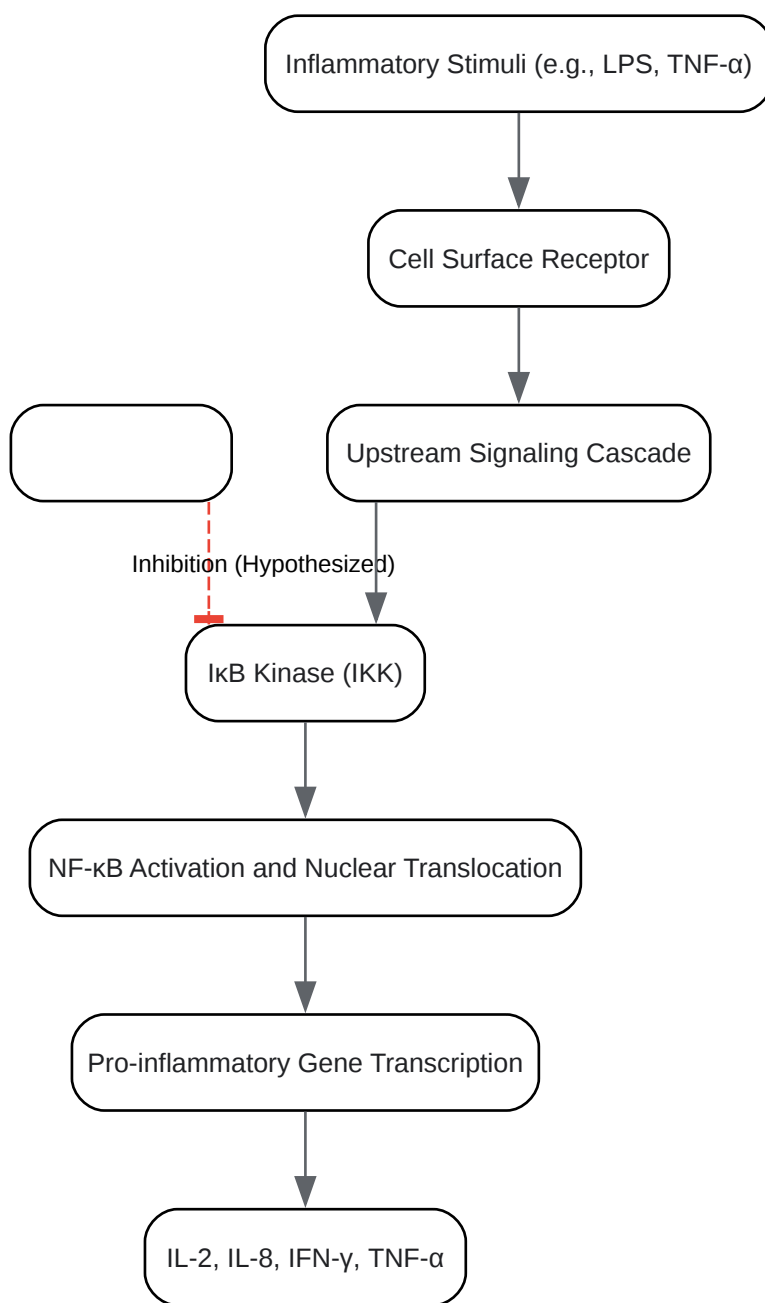 Inflammatory Stimuli (e.g., LPS, TNF-α)
Cell Surface Receptor
Upstream Signaling Cascade
Inhibition (Hypothesized)
IκB Kinase (IKK)
NF-κB Activation and Nuclear Translocation
Pro-inflammatory Gene Transcription
IL-2, IL-8, IFN-γ, TNF-α